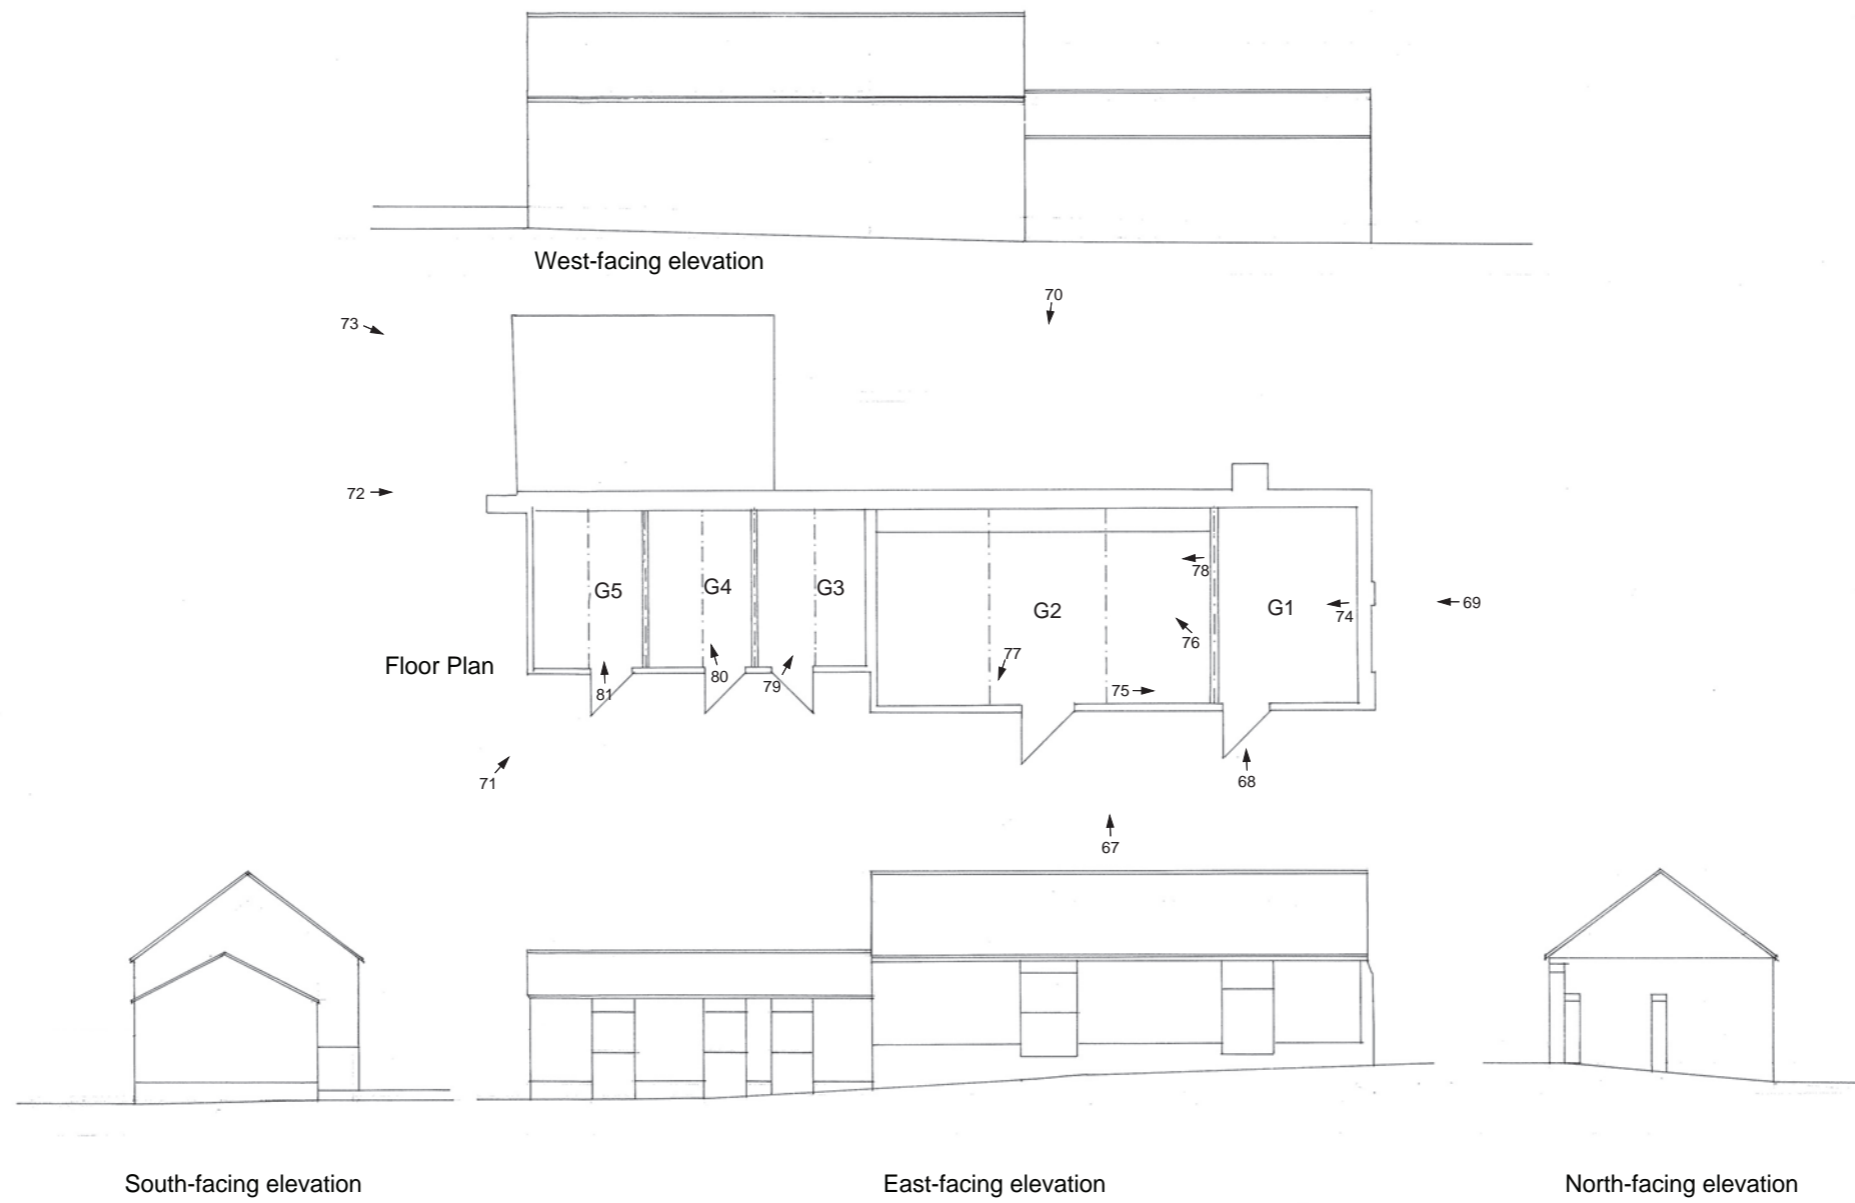 West-facing elevation
70
73
72
G5
G4
G3
G2
G1
78
74
69
76
77
Floor Plan
81
80
79
75
71
68
67
South-facing elevation
East-facing elevation
North-facing elevation